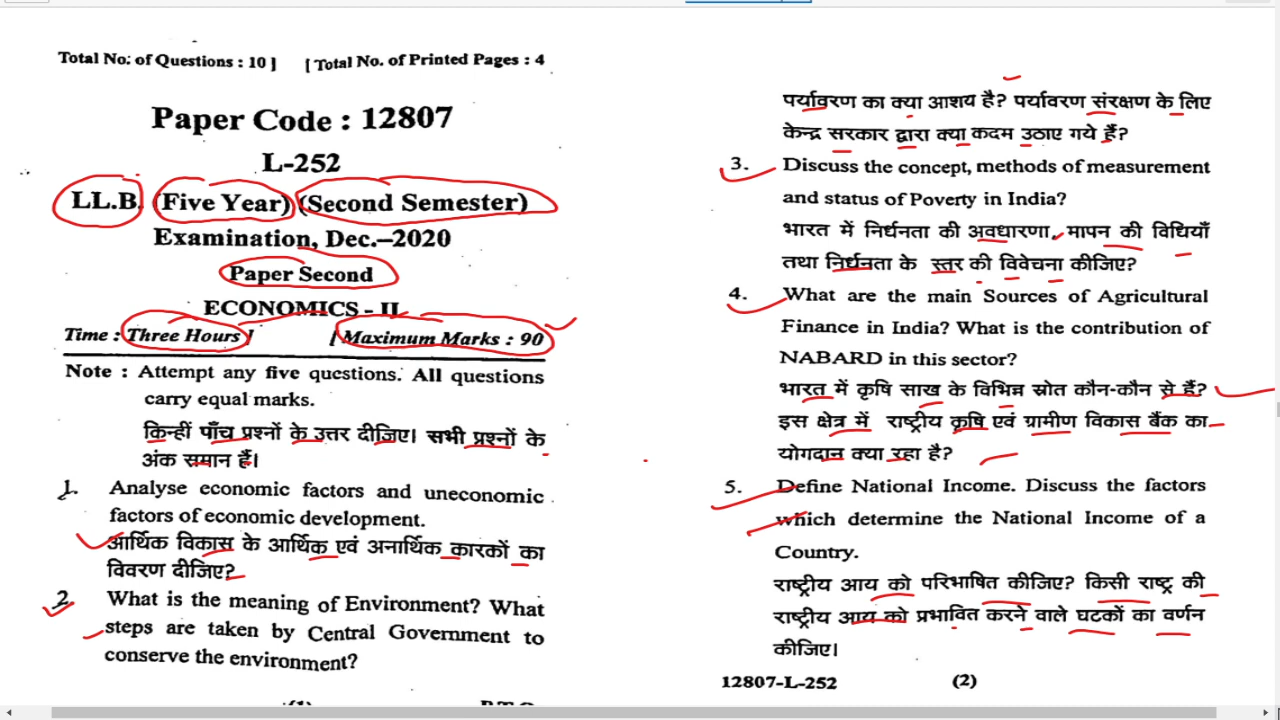 Total No. of Questions : 10 ]   [ Total No. of Printed Pages : 4
Paper Code : 12807
L-252
LL.B. (Five Year) (Second Semester)
Examination, Dec.–2020
Paper Second
ECONOMICS - II
Time : Three Hours ]   [ Maximum Marks : 90
Note : Attempt any five questions. All questions
carry equal marks.
किन्हीं पाँच प्रश्नों के उत्तर दीजिए। सभी प्रश्नों के
अंक समान हैं।
1. Analyse economic factors and uneconomic
factors of economic development.
आर्थिक विकास के आर्थिक एवं अनार्थिक कारकों का
विवरण दीजिए?
2. What is the meaning of Environment? What
steps are taken by Central Government to
conserve the environment?
(1) P.T.O.
पर्यावरण का क्या आशय है? पर्यावरण संरक्षण के लिए
केन्द्र सरकार द्वारा क्या कदम उठाए गये हैं?
3. Discuss the concept, methods of measurement
and status of Poverty in India?
भारत में निर्धनता की अवधारणा, मापन की विधियाँ
तथा निर्धनता के स्तर की विवेचना कीजिए?
4. What are the main Sources of Agricultural
Finance in India? What is the contribution of
NABARD in this sector?
भारत में कृषि साख के विभिन्न स्रोत कौन-कौन से हैं?
इस क्षेत्र में राष्ट्रीय कृषि एवं ग्रामीण विकास बैंक का
योगदान क्या रहा है?
5. Define National Income. Discuss the factors
which determine the National Income of a
Country.
राष्ट्रीय आय को परिभाषित कीजिए? किसी राष्ट्र की
राष्ट्रीय आय को प्रभावित करने वाले घटकों का वर्णन
कीजिए।
12807-L-252 (2)